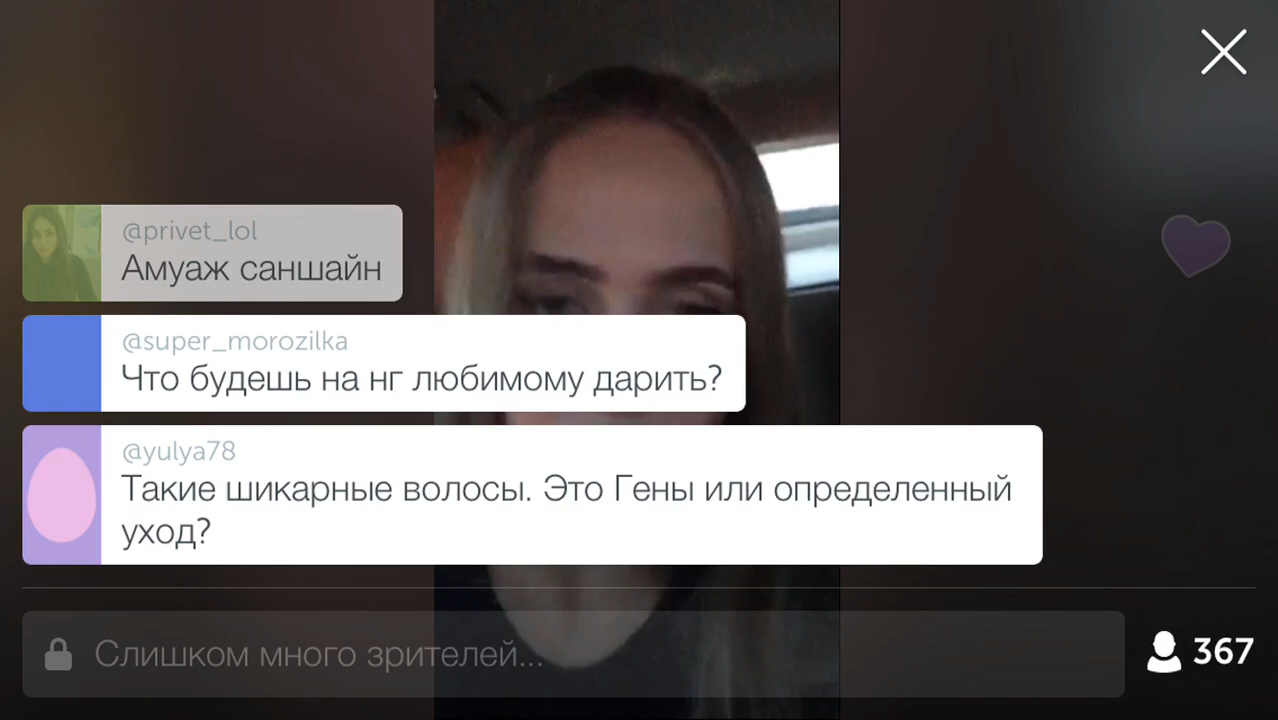 @privet_lol
Амуаж саншайн
@super_morozilka
Что будешь на нг любимому дарить?
@yulya78
Такие шикарные волосы. Это Гены или определенный
уход?
Слишком много зрителей...
367